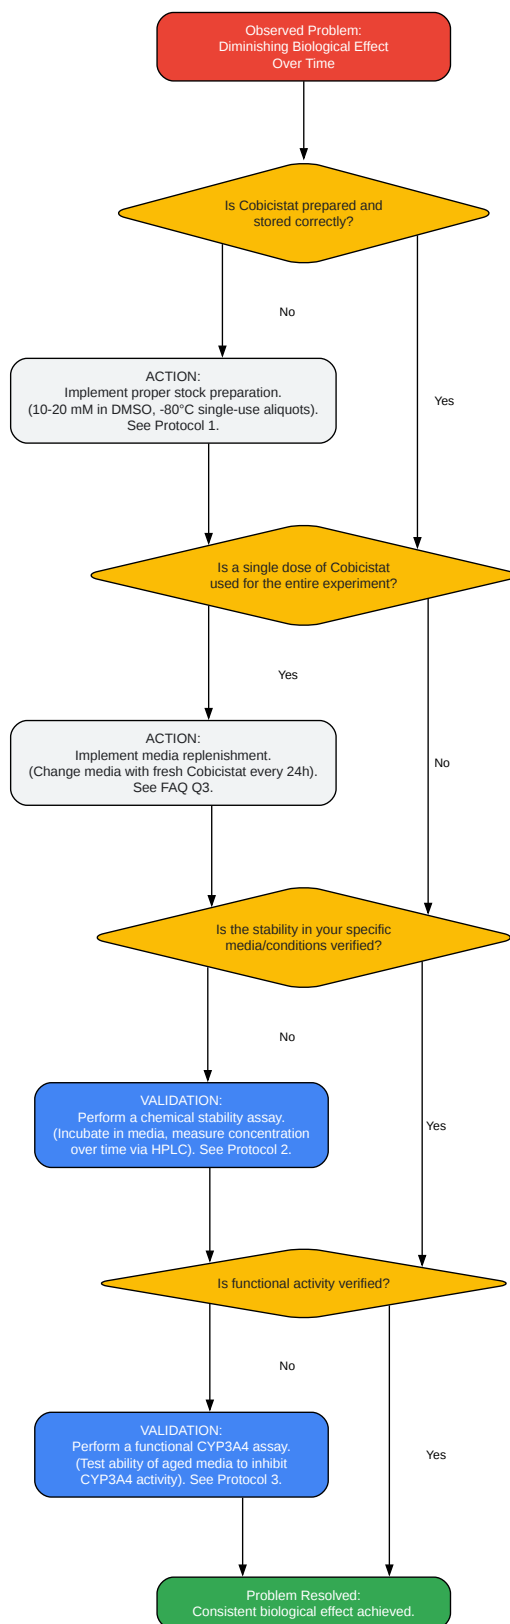 Observed Problem:
Diminishing Biological Effect
Over Time
Is Cobicistat prepared and
stored correctly?
No
Yes
ACTION:
Implement proper stock preparation.
(10-20 mM in DMSO, -80°C single-use aliquots).
See Protocol 1.
Is a single dose of Cobicistat
used for the entire experiment?
Yes
No
ACTION:
Implement media replenishment.
(Change media with fresh Cobicistat every 24h).
See FAQ Q3.
Is the stability in your specific
media/conditions verified?
No
Yes
VALIDATION:
Perform a chemical stability assay.
(Incubate in media, measure concentration
over time via HPLC). See Protocol 2.
Is functional activity verified?
No
Yes
VALIDATION:
Perform a functional CYP3A4 assay.
(Test ability of aged media to inhibit
CYP3A4 activity). See Protocol 3.
Problem Resolved:
Consistent biological effect achieved.